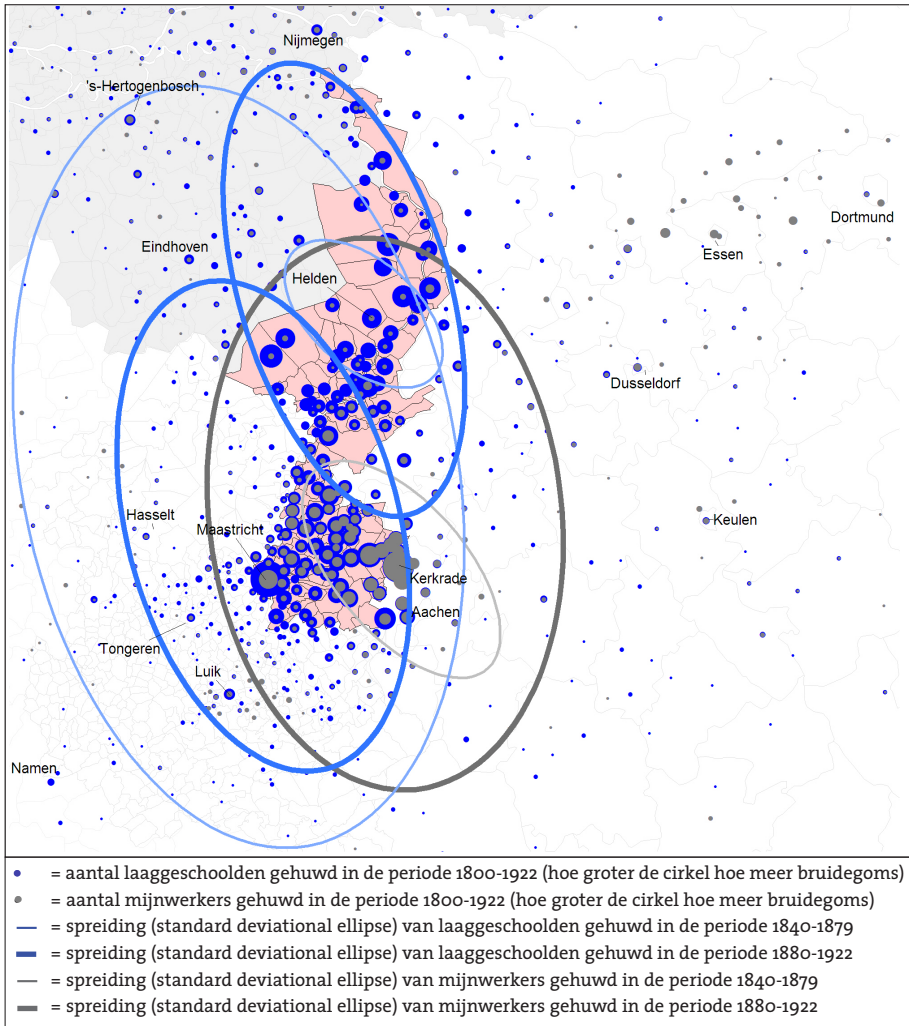 Nijmegen
's-Hertogenbosch
Dortmund
Essen
Eindhoven
Helden
Dusseldorf
Hasselt
Maastricht
Keulen
Kerkrade
Aachen
Tongeren
Luik
Namen
= aantal laaggeschoolden gehuwd in de periode 1800-1922 (hoe groter de cirkel hoe meer bruidegoms)
= aantal mijnwerkers gehuwd in de periode 1800-1922 (hoe groter de cirkel hoe meer bruidegoms)
= spreiding (standard deviational ellipse) van laaggeschoolden gehuwd in de periode 1840-1879
= spreiding (standard deviational ellipse) van laaggeschoolden gehuwd in de periode 1880-1922
= spreiding (standard deviational ellipse) van mijnwerkers gehuwd in de periode 1840-1879
= spreiding (standard deviational ellipse) van mijnwerkers gehuwd in de periode 1880-1922